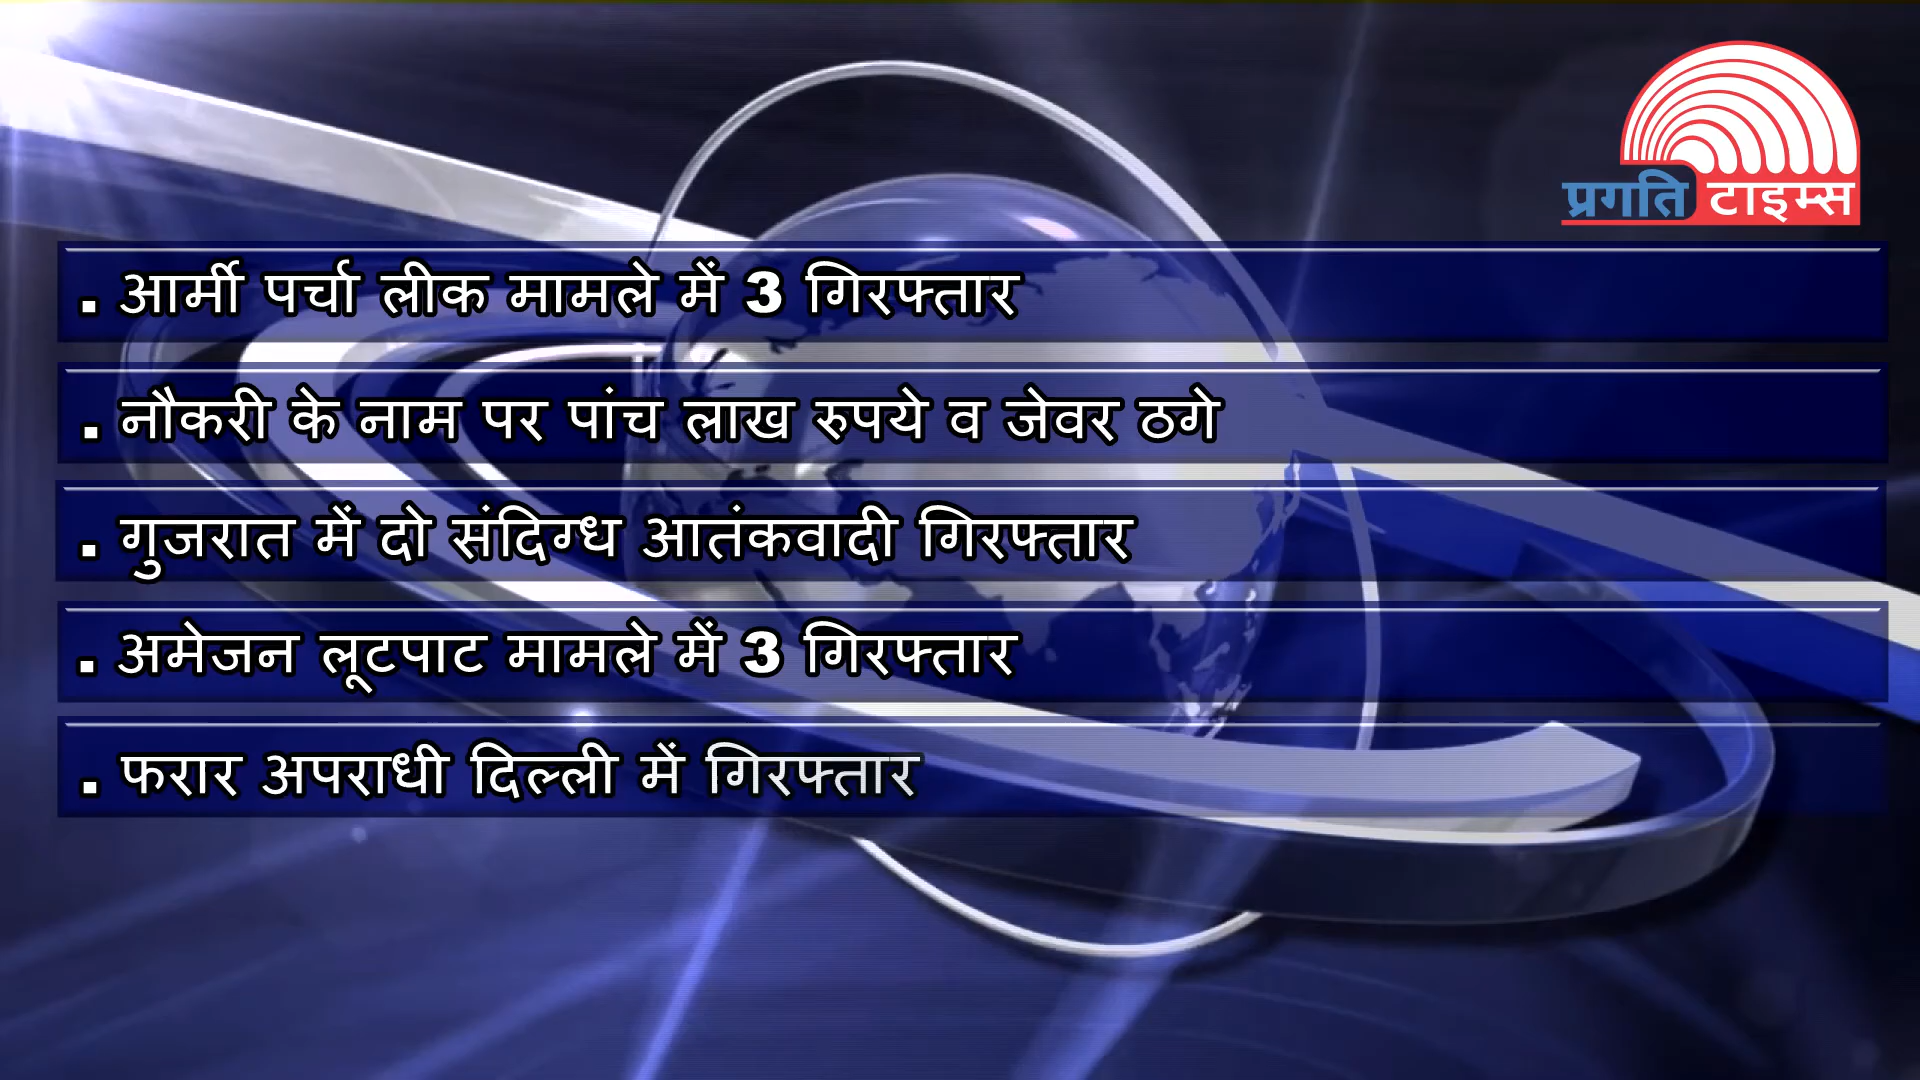 प्रगति टाइम्स
. आर्मी पर्चा लीक मामले में 3 गिरफ्तार
. नौकरी के नाम पर पांच लाख रुपये व जेवर ठगे
. गुजरात में दो संदिग्ध आतंकवादी गिरफ्तार
. अमेजन लूटपाट मामले में 3 गिरफ्तार
. फरार अपराधी दिल्ली में गिरफ्तार